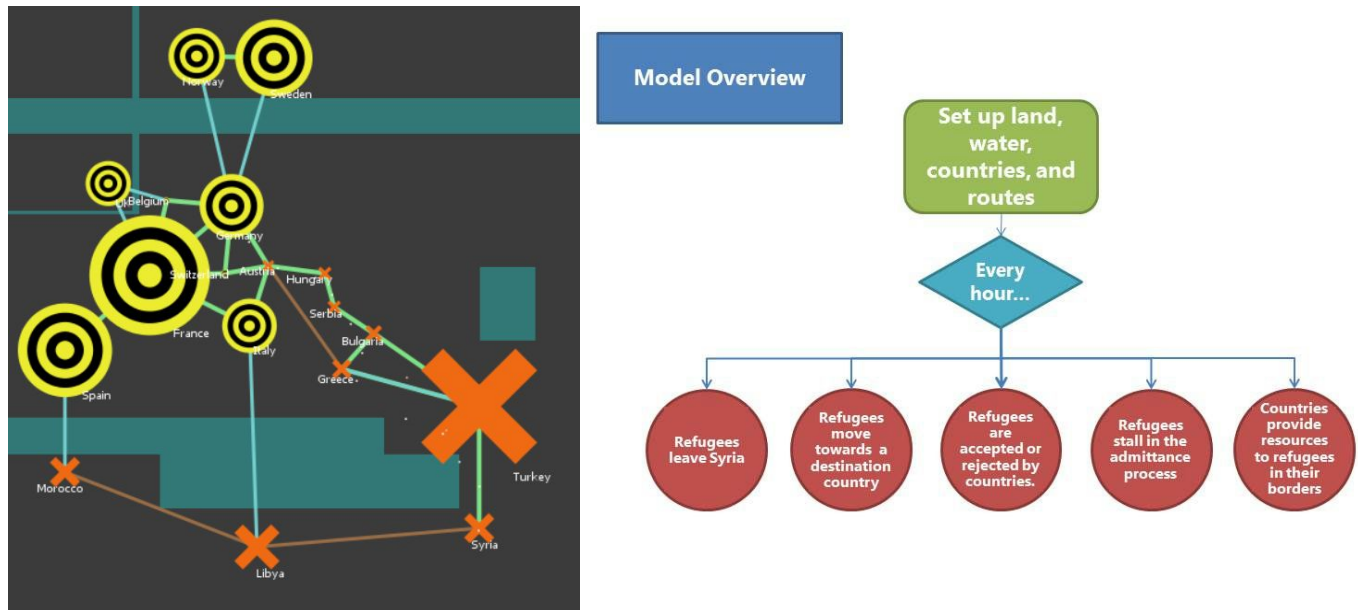 Norway
Sweden
UK
Belgium
Germany
Switzerland
Austria
Hungary
Serbia
France
Italy
Bulgaria
Greece
Spain
Turkey
Morocco
Syria
Libya
Model Overview
Set up land,
water,
countries, and
routes
Every
hour...
Refugees
leave Syria
Refugees
move
towards a
destination
country
Refugees
are
accepted or
rejected by
countries.
Refugees
stall in the
admittance
process
Countries
provide
resources
to refugees
in their
borders